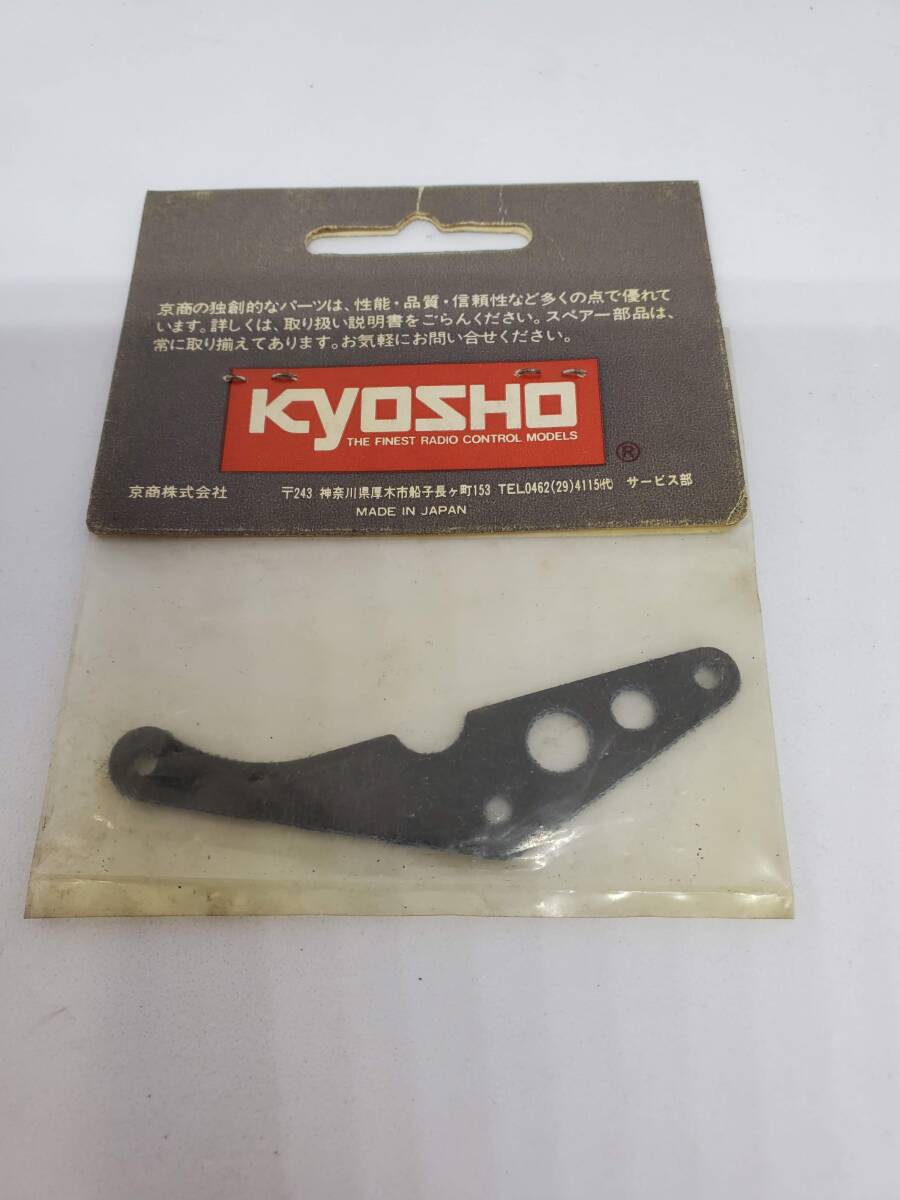 京商の独創的なパーツは、性能・品質・信頼性など多くの点で優れて
います。詳しくは、取り扱い説明書をごらんください。スペアー部品は、
常に取り揃えてあります。お気軽にお問い合せください。
KYOSHO
THE FINEST RADIO CONTROL MODELS
®
京商株式会社 〒243 神奈川県厚木市船子長ヶ町153 TEL0462(29)4115㈹ サービス部
MADE IN JAPAN